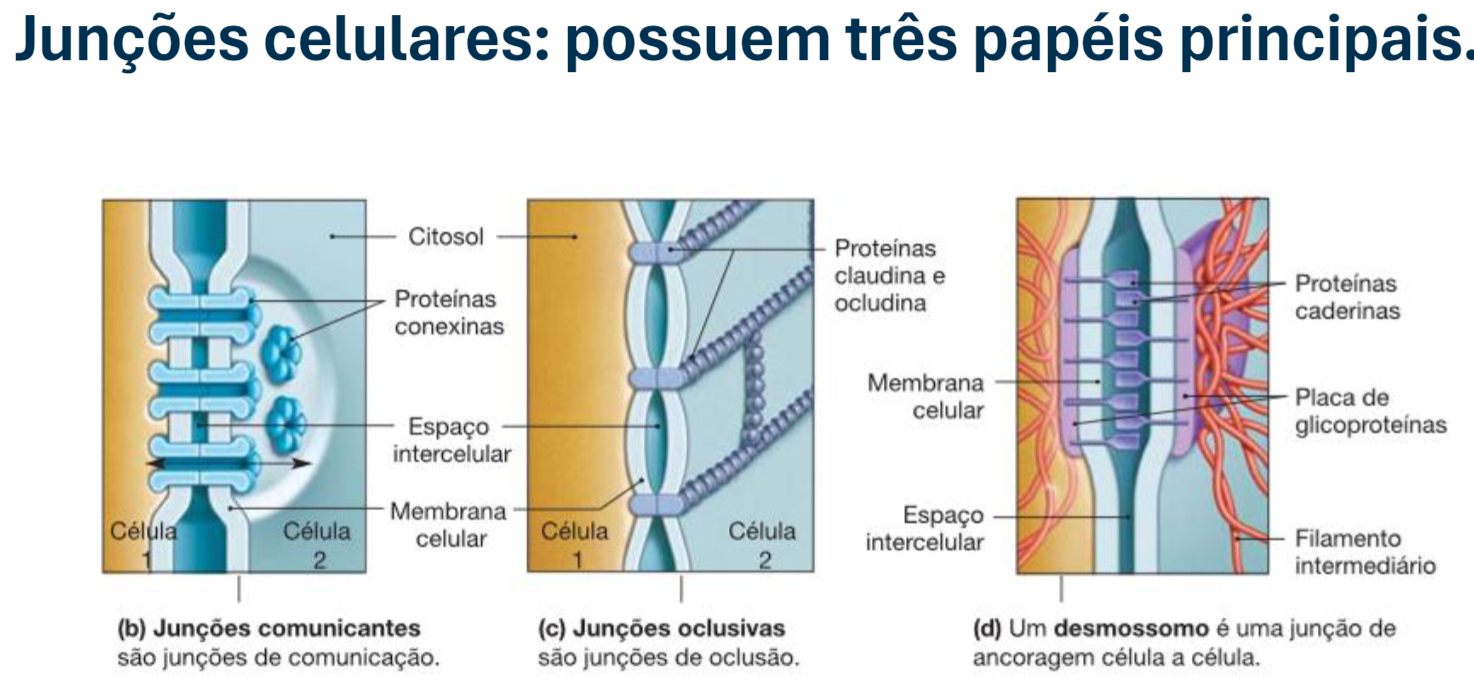 Junções celulares: possuem três papéis principais.
Citosol
Proteínas
conexinas
Espaço
intercelular
Membrana
celular
Célula
1
Célula
2
(b) Junções comunicantes
são junções de comunicação.
Proteínas
claudina e
ocludina
Célula
1
Célula
2
(c) Junções oclusivas
são junções de oclusão.
Membrana
celular
Espaço
intercelular
Proteínas
caderinas
Placa de
glicoproteínas
Filamento
intermediário
(d) Um desmossomo é uma junção de
ancoragem célula a célula.